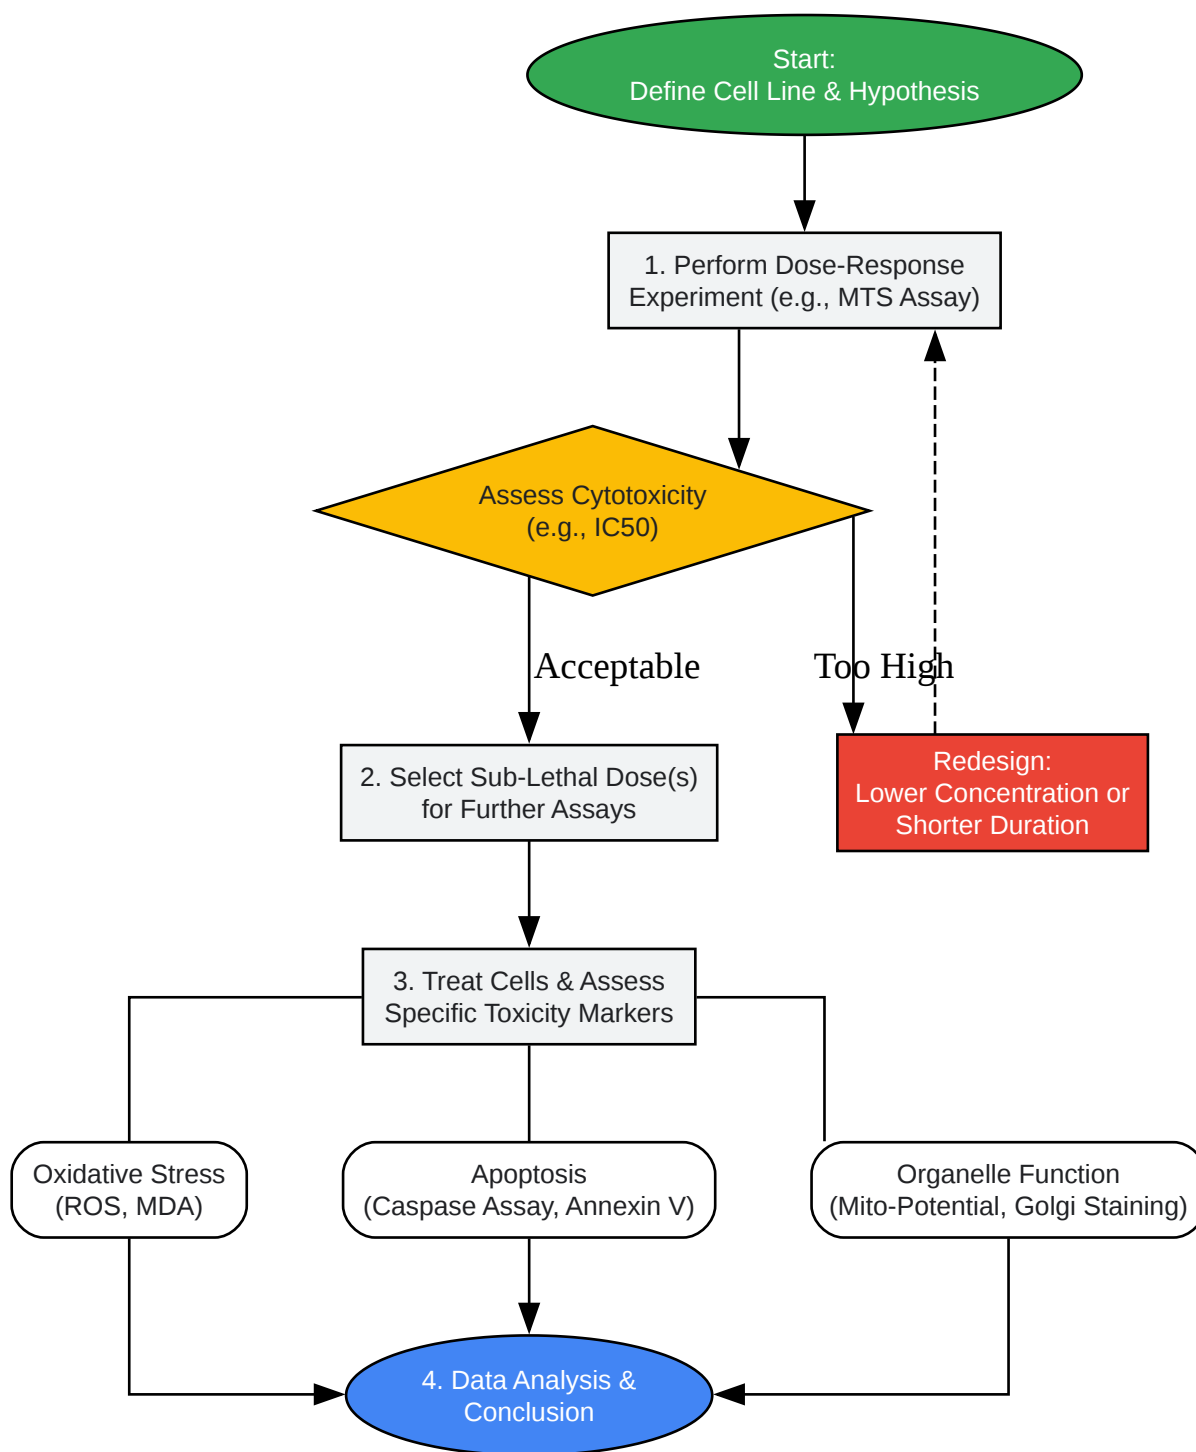 Start:
Define Cell Line & Hypothesis
1. Perform Dose-Response
Experiment (e.g., MTS Assay)
Assess Cytotoxicity
(e.g., IC50)
Acceptable
Too High
2. Select Sub-Lethal Dose(s)
for Further Assays
Redesign:
Lower Concentration or
Shorter Duration
3. Treat Cells & Assess
Specific Toxicity Markers
Oxidative Stress
(ROS, MDA)
Apoptosis
(Caspase Assay, Annexin V)
Organelle Function
(Mito-Potential, Golgi Staining)
4. Data Analysis &
Conclusion